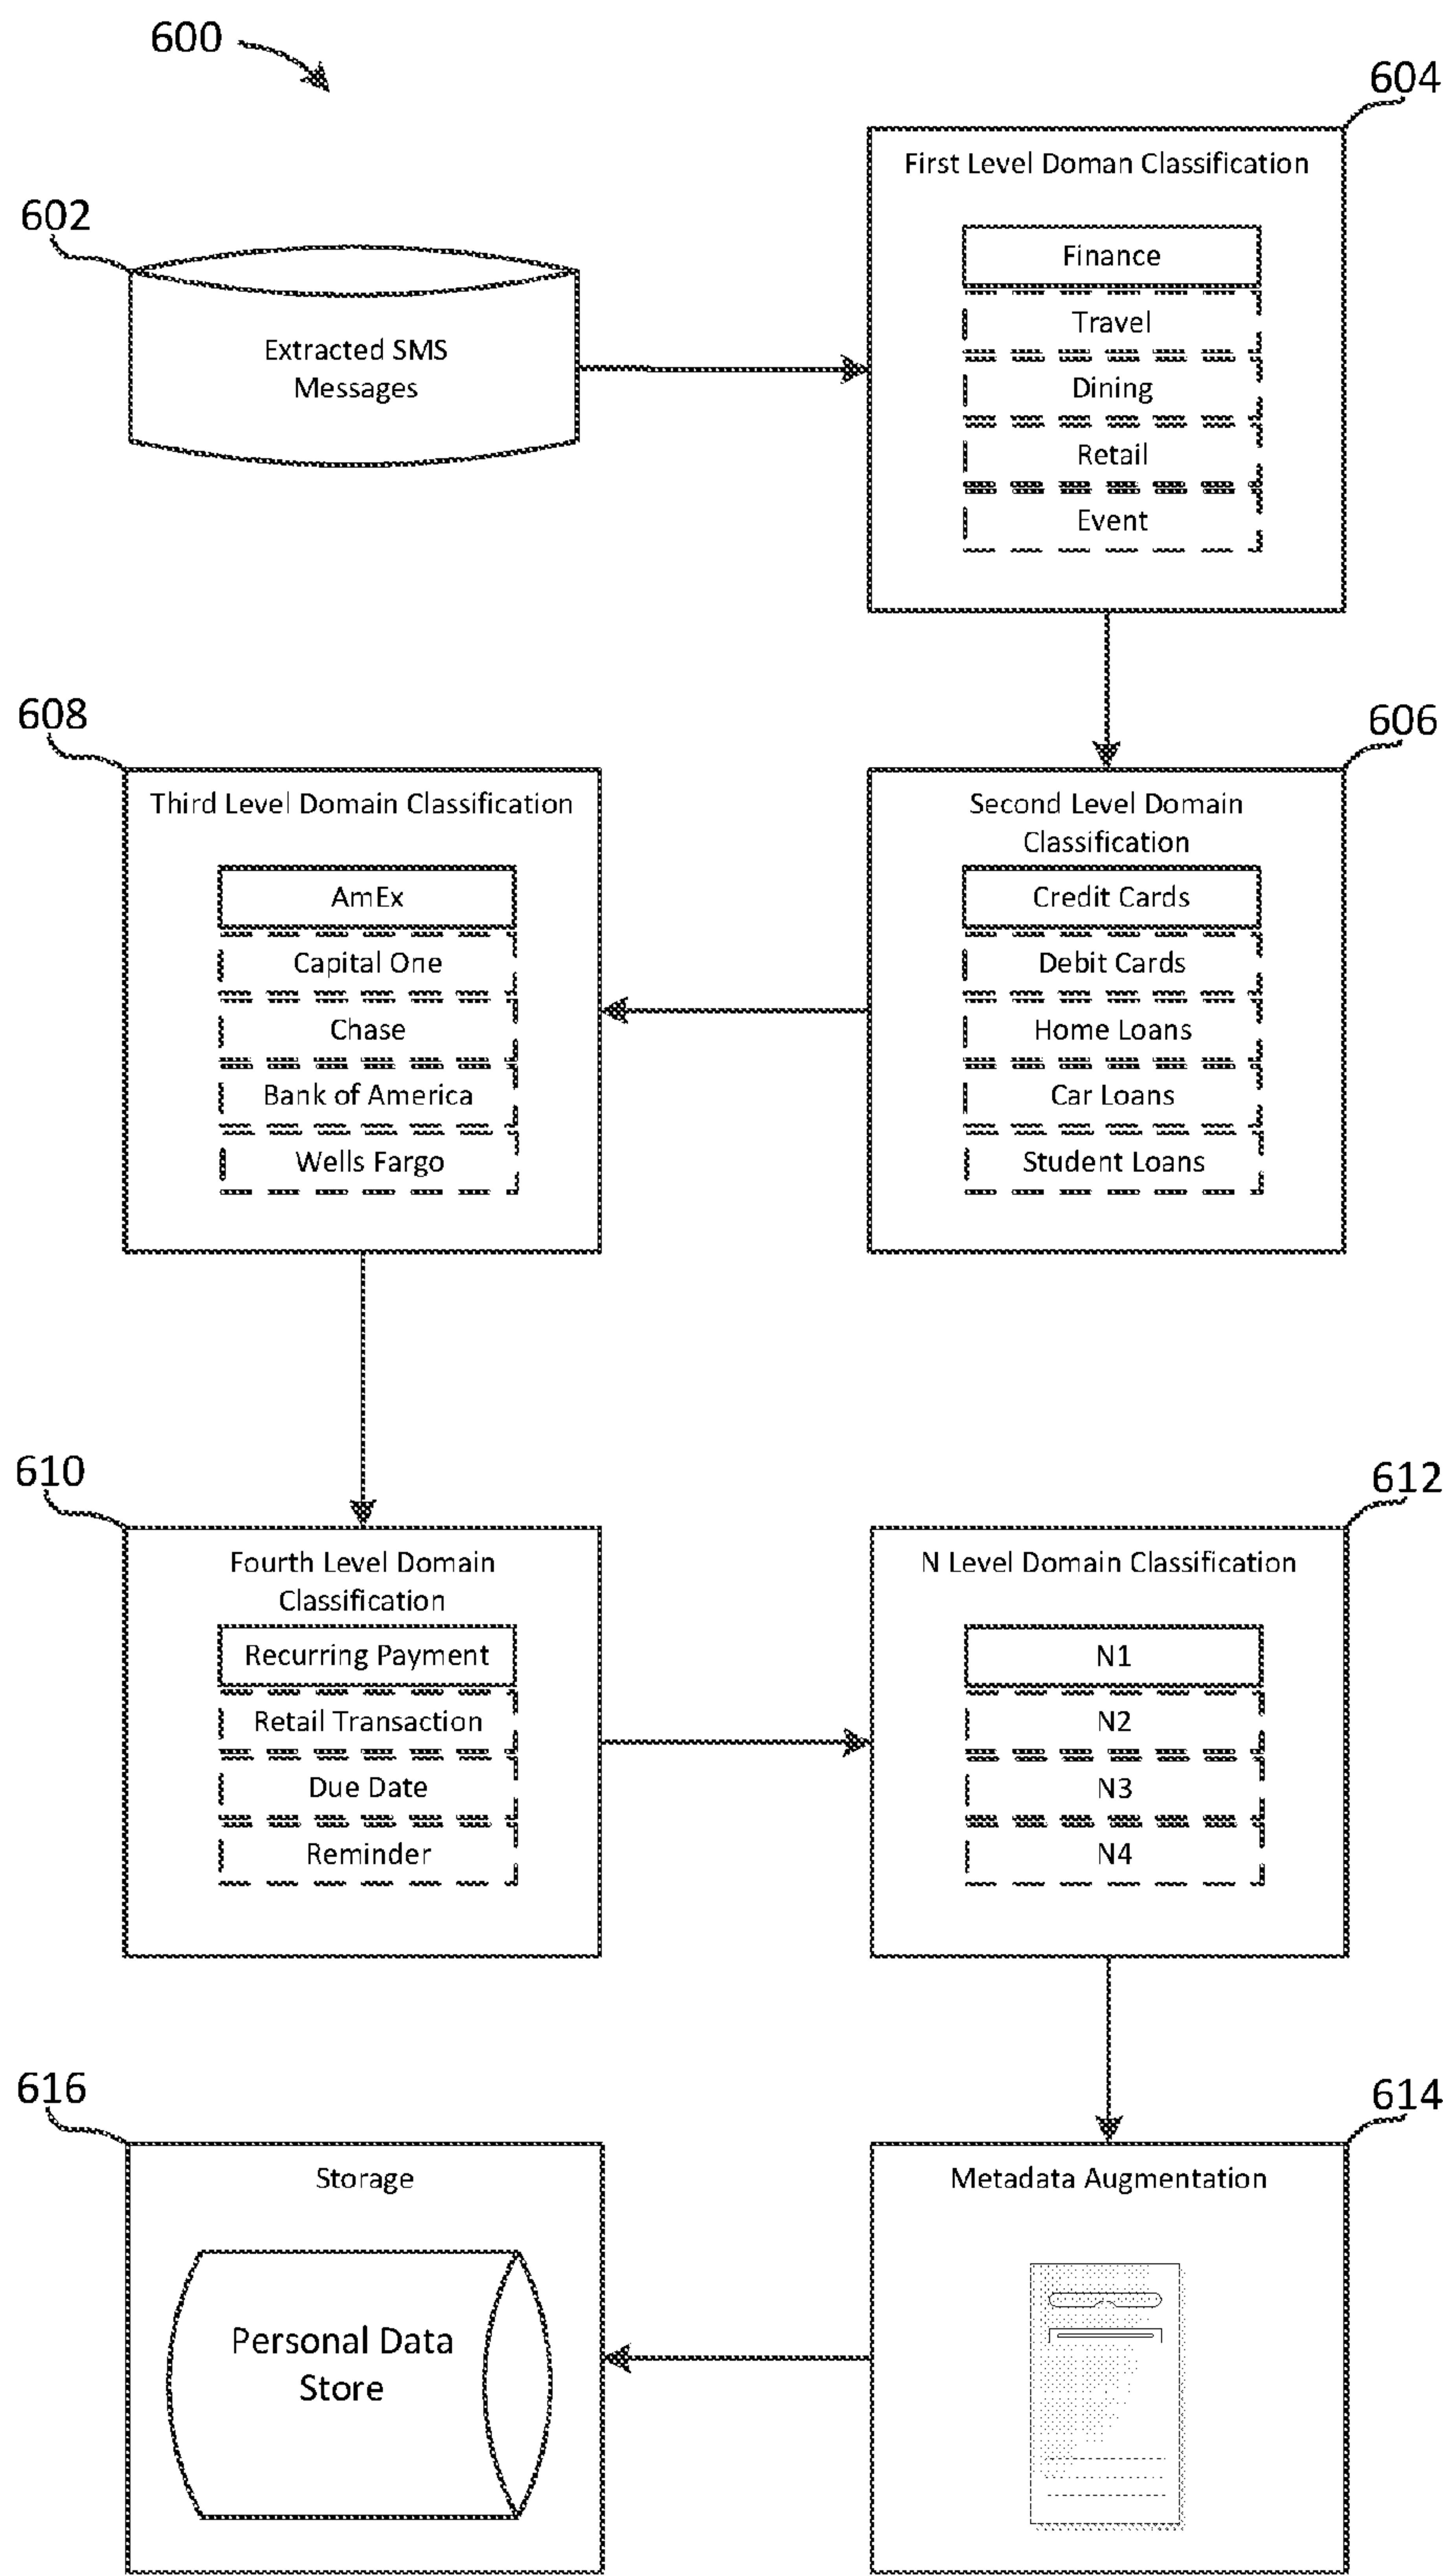 600
604
First Level Doman Classification
602
Finance
Travel
Extracted SMS
Messages
Dining
Retail
Event
608
606
Third Level Domain Classification
Second Level Domain
Classification
AmEx
Capital One
Chase
Bank of America
Wells Fargo
Credit Cards
Debit Cards
Home Loans
Car Loans
Student Loans
610
612
Fourth Level Domain
Classification
Recurring Payment
Retail Transaction
Due Date
Reminder
N Level Domain Classification
N1
N2
N3
N4
616
614
Storage
Personal Data
Store
Metadata Augmentation